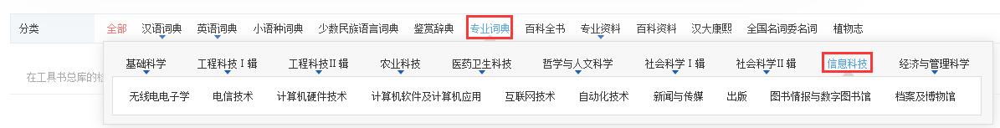 分类 全部 汉语词典 英语词典 小语种词典 少数民族语言词典 鉴赏辞典 专业词典 百科全书 专业资料 百科资料 汉大康熙 全国名词委名词 植物志
基础科学 工程科技Ⅰ辑 工程科技Ⅱ辑 农业科技 医药卫生科技 哲学与人文科学 社会科学Ⅰ辑 社会科学Ⅱ辑 信息科技 经济与管理科学
在工具书总库的检
无线电电子学 电信技术 计算机硬件技术 计算机软件及计算机应用 互联网技术 自动化技术 新闻与传媒 出版 图书情报与数字图书馆 档案及博物馆